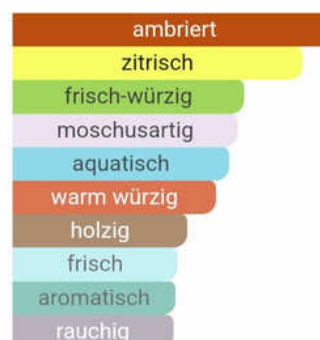 ambriert
zitrisch
frisch-würzig
moschusartig
aquatisch
warm würzig
holzig
frisch
aromatisch
rauchig